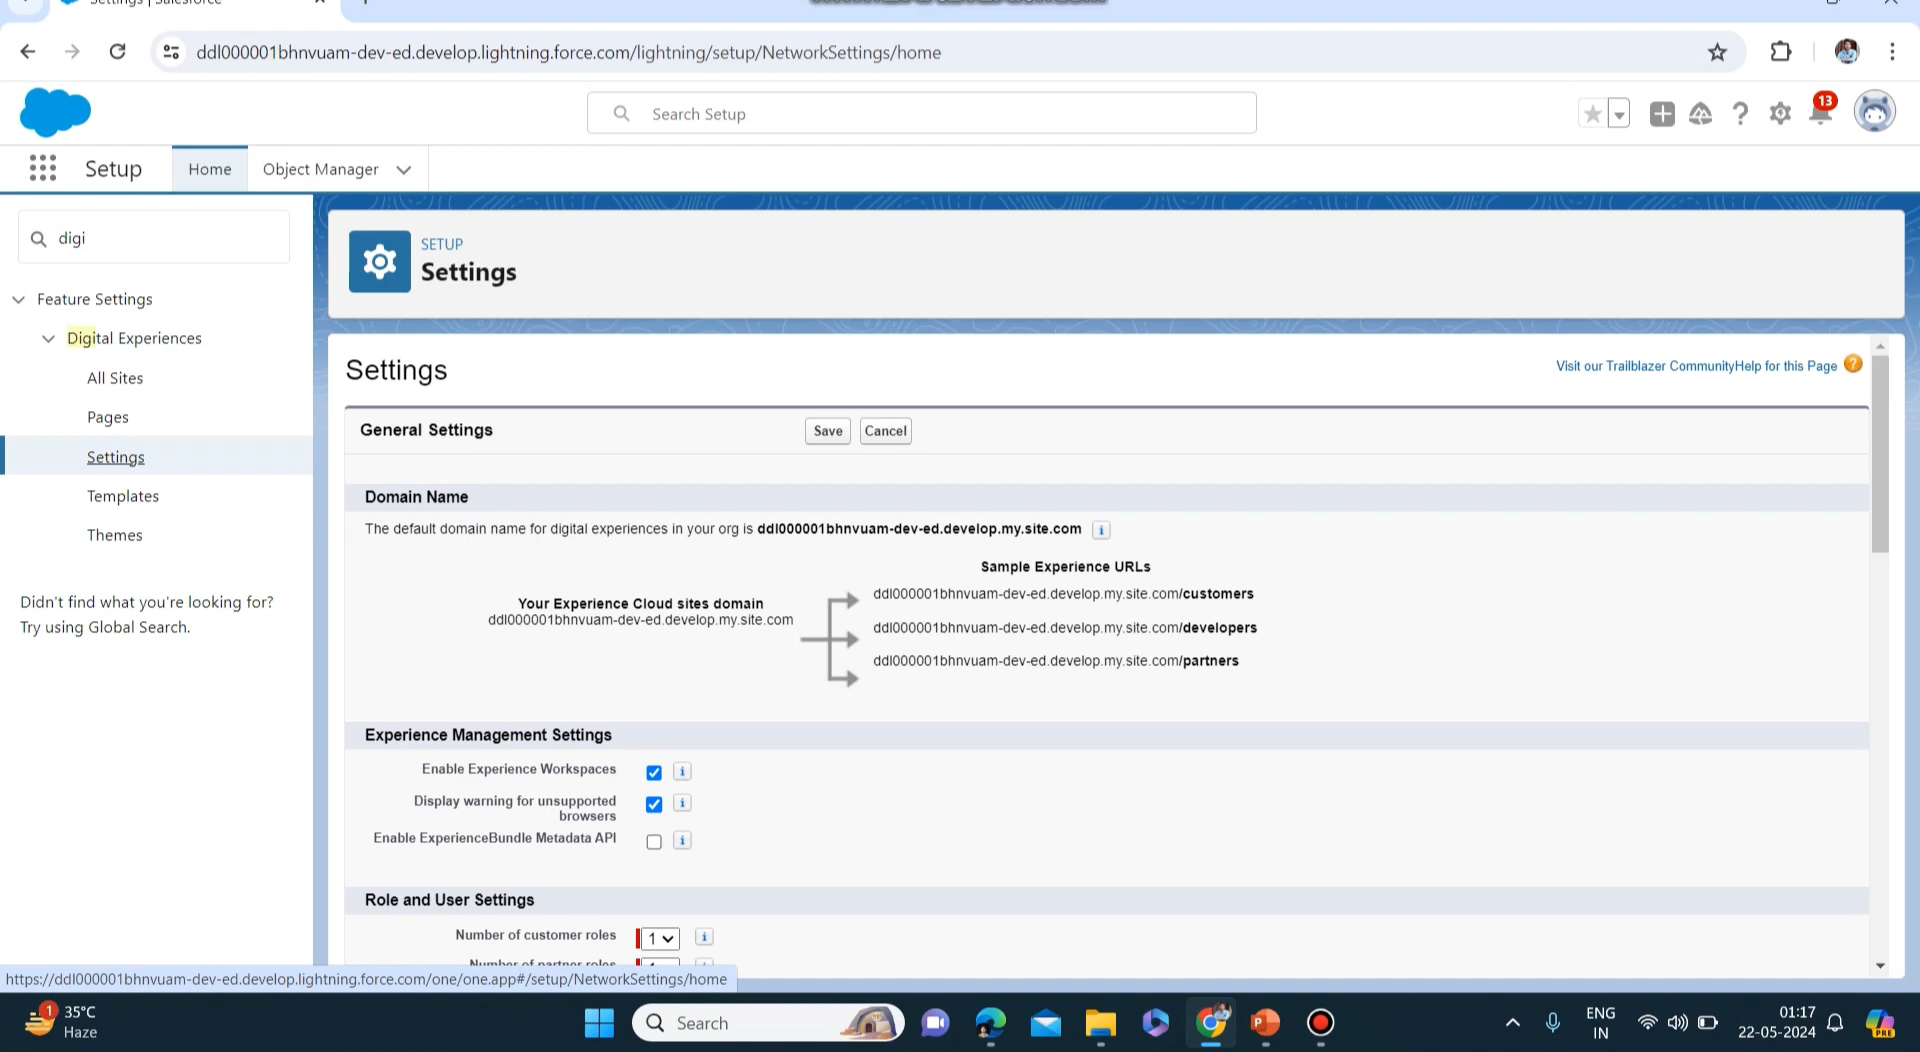 Settings | Salesforce
ddl000001bhnvuam-dev-ed.develop.lightning.force.com/lightning/setup/NetworkSettings/home
Search Setup
13
Setup
Home
Object Manager
digi
Feature Settings
Digital Experiences
All Sites
Pages
Settings
Templates
Themes
Didn't find what you're looking for?
Try using Global Search.
SETUP
Settings
Settings
Visit our Trailblazer CommunityHelp for this Page ?
General Settings
Save
Cancel
Domain Name
The default domain name for digital experiences in your org is ddl000001bhnvuam-dev-ed.develop.my.site.com i
Sample Experience URLs
Your Experience Cloud sites domain
ddl000001bhnvuam-dev-ed.develop.my.site.com
ddl000001bhnvuam-dev-ed.develop.my.site.com/customers
ddl000001bhnvuam-dev-ed.develop.my.site.com/developers
ddl000001bhnvuam-dev-ed.develop.my.site.com/partners
Experience Management Settings
Enable Experience Workspaces i
Display warning for unsupported
browsers i
Enable ExperienceBundle Metadata API i
Role and User Settings
Number of customer roles 1 i
Number of partner roles
https://ddl000001bhnvuam-dev-ed.develop.lightning.force.com/one/one.app#/setup/NetworkSettings/home
1
35°C
Haze
Search
ENG
IN
01:17
22-05-2024
PRE